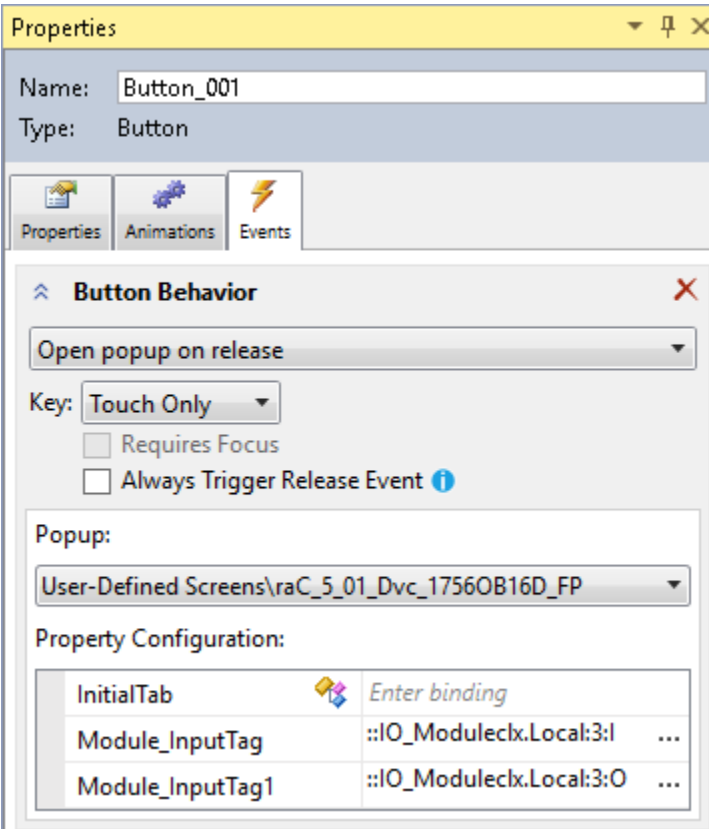 Properties
Name: Button_001
Type: Button
Properties Animations Events
Button Behavior
Open popup on release
Key: Touch Only
Requires Focus
Always Trigger Release Event
Popup:
User-Defined Screens\raC_5_01_Dvc_1756OB16D_FP
Property Configuration:
InitialTab Enter binding
Module_InputTag ::IO_Moduleclx.Local:3:I ...
Module_InputTag1 ::IO_Moduleclx.Local:3:O ...